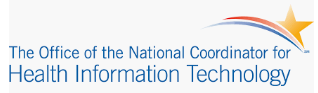 The Office of the National Coordinator for
Health Information Technology